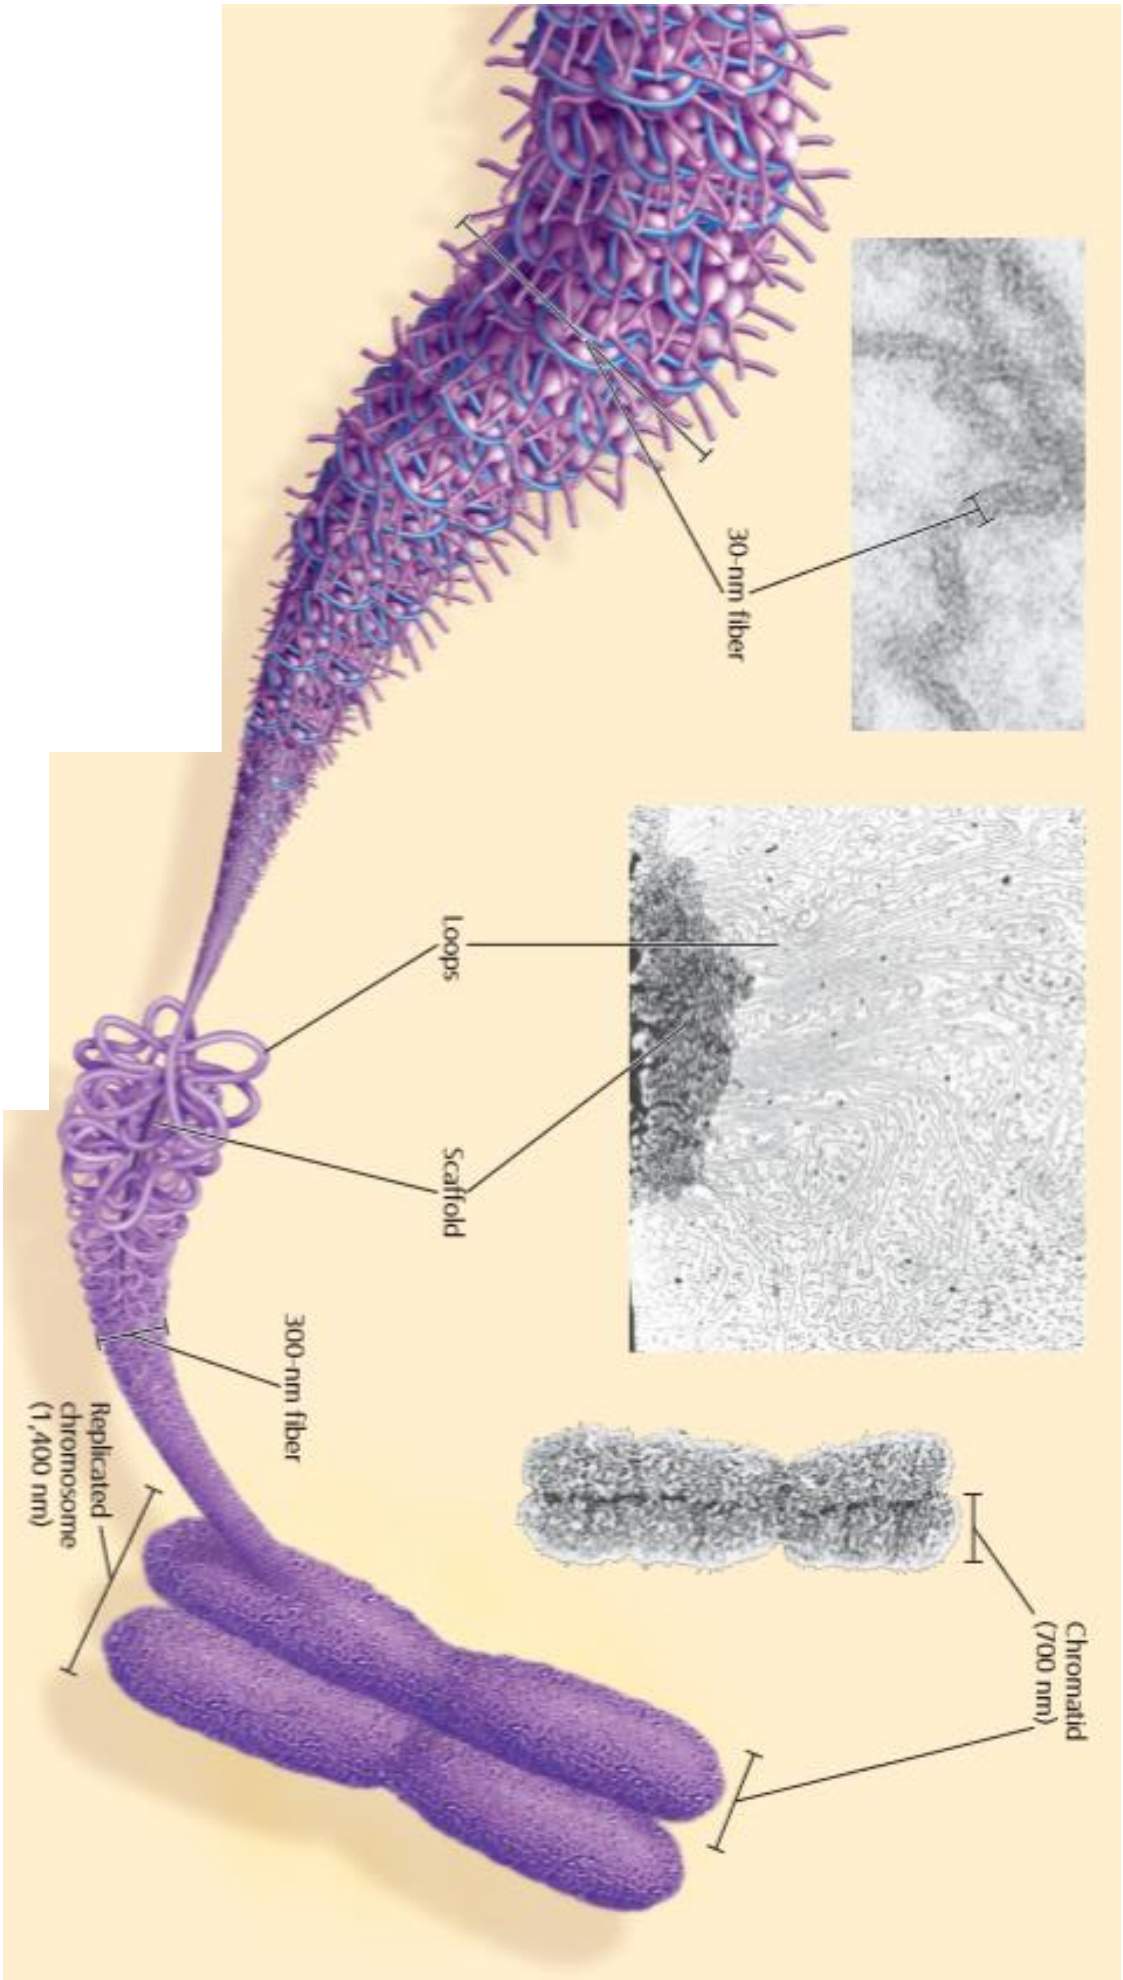 30-nm fiber
Loops
Scaffold
300-nm fiber
Replicated
chromosome
(1,400 nm)
Chromatid
(700 nm)